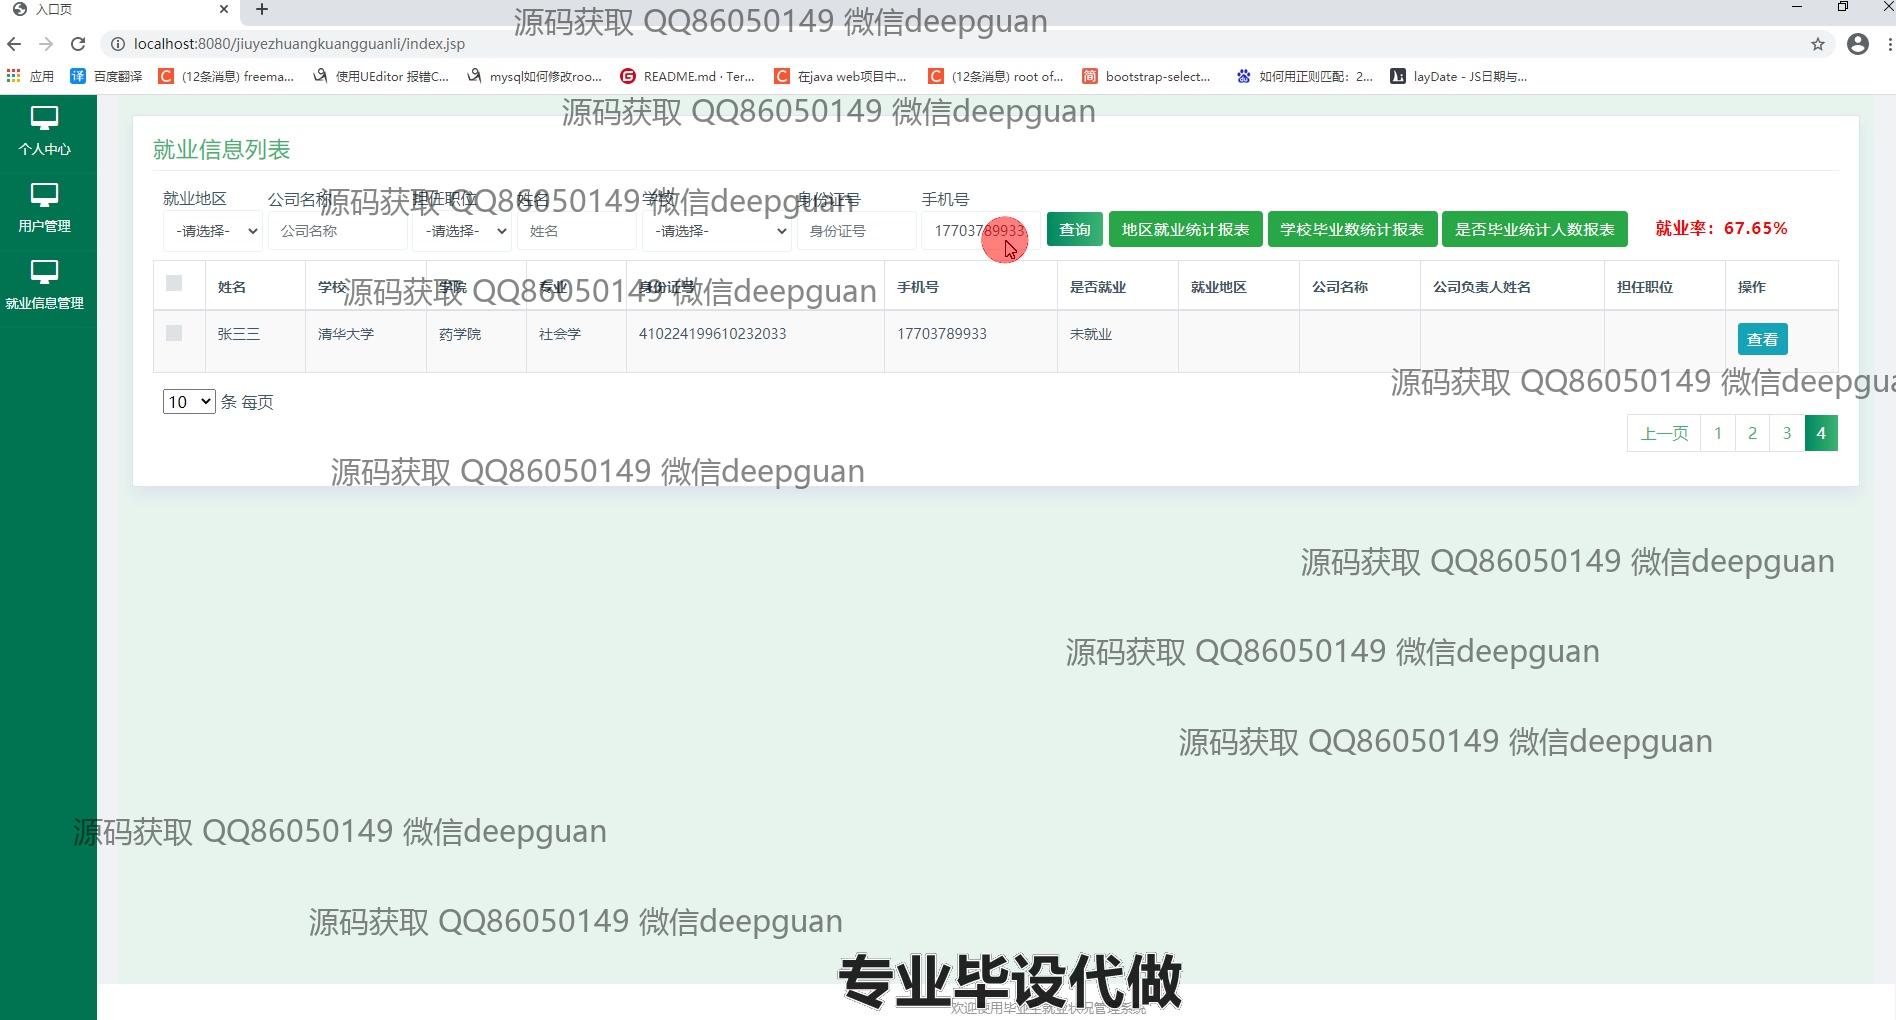 入口页
源码获取 QQ86050149 微信deepguan
localhost:8080/jiuyezhuangkuangguanli/index.jsp
应用 百度翻译 (12条消息) freema... 使用UEditor 报错C... mysql如何修改roo... README.md · Ter... 在java web项目中... (12条消息) root of... bootstrap-select... 如何用正则匹配：2... layDate - JS日期与...
源码获取 QQ86050149 微信deepguan
个人中心
用户管理
就业信息管理
就业信息列表
就业地区 公司名称 担任职位 姓名 学校 身份证号 手机号
源码获取 QQ86050149 微信deepguan
-请选择- 公司名称 -请选择- 姓名 -请选择- 身份证号 17703789933 查询 地区就业统计报表 学校毕业数统计报表 是否毕业统计人数报表 就业率：67.65%
姓名 学校 学院 专业 身份证号 手机号 是否就业 就业地区 公司名称 公司负责人姓名 担任职位 操作
源码获取 QQ86050149 微信deepguan
张三三 清华大学 药学院 社会学 410224199610232033 17703789933 未就业 查看
源码获取 QQ86050149 微信deepgua
10 条 每页
上一页 1 2 3 4
源码获取 QQ86050149 微信deepguan
源码获取 QQ86050149 微信deepguan
源码获取 QQ86050149 微信deepguan
源码获取 QQ86050149 微信deepguan
源码获取 QQ86050149 微信deepguan
源码获取 QQ86050149 微信deepguan
专业毕设代做
欢迎使用毕业生就业状况管理系统